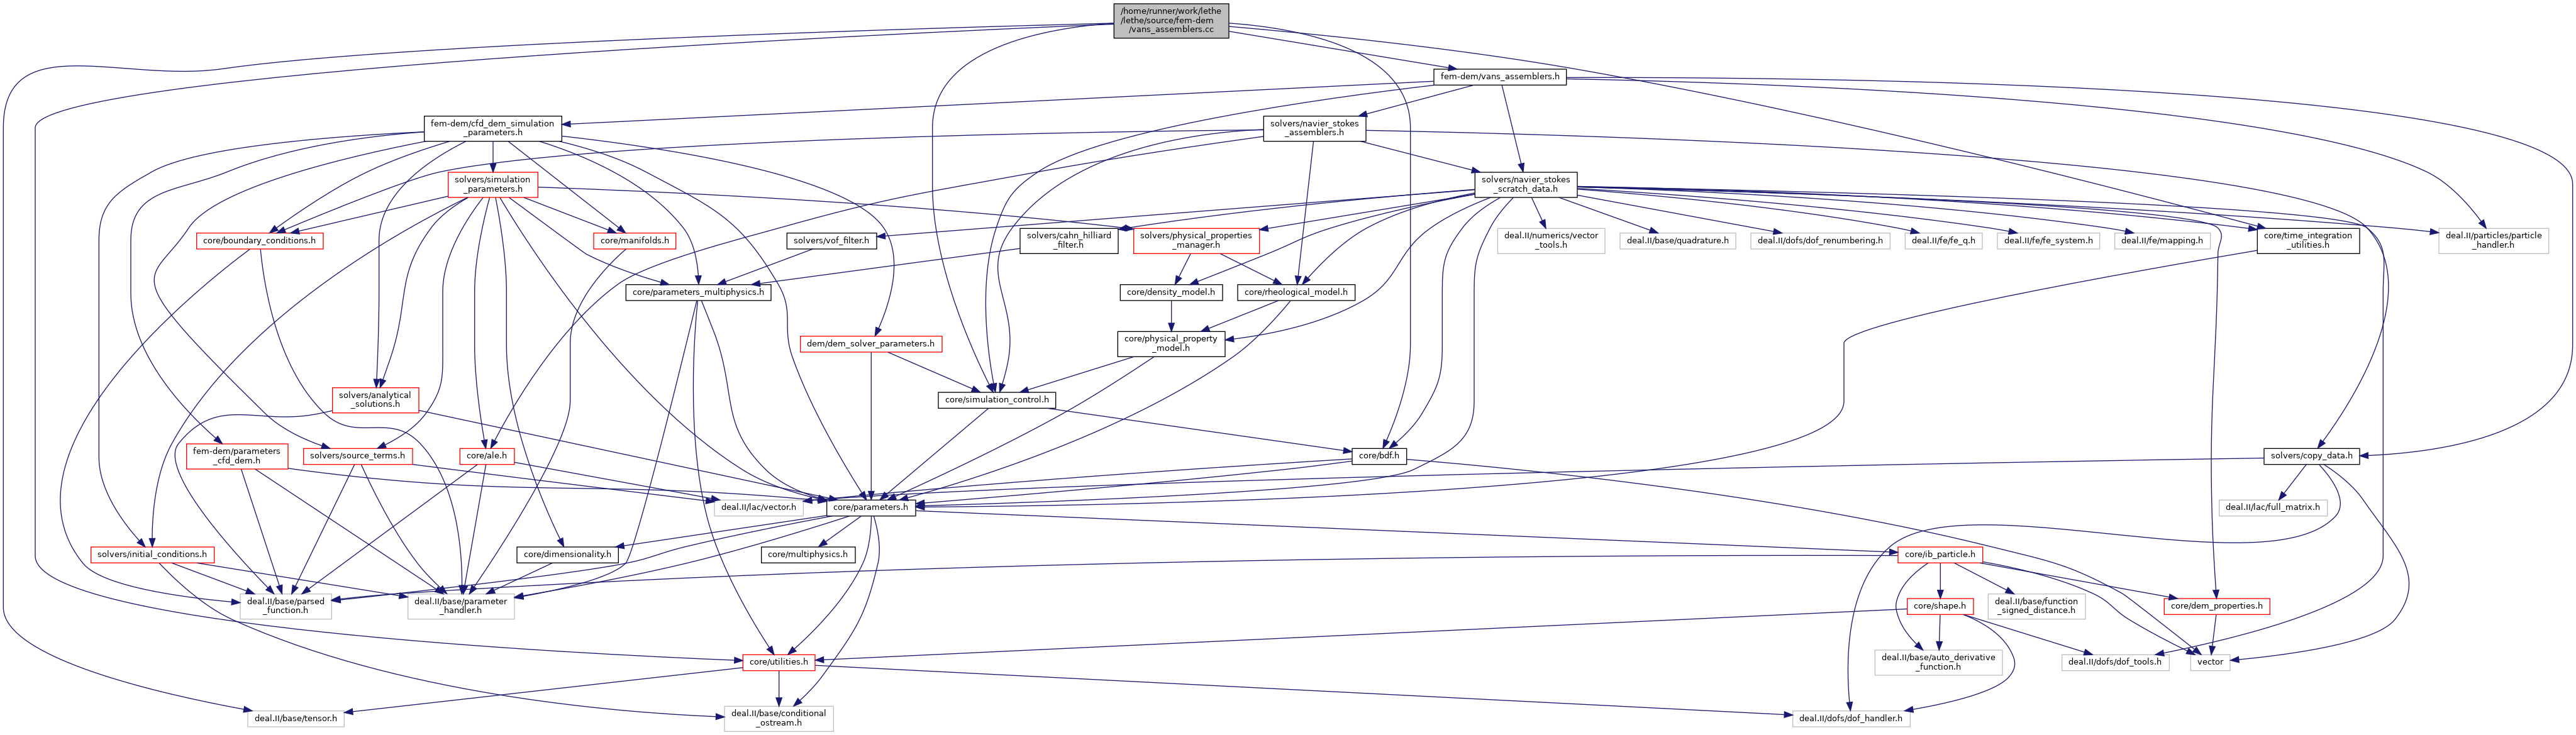 /home/runner/work/lethe
/lethe/source/fem-dem
/vans_assemblers.cc
fem-dem/vans_assemblers.h
fem-dem/cfd_dem_simulation
_parameters.h
solvers/navier_stokes
_assemblers.h
solvers/simulation
_parameters.h
solvers/navier_stokes
_scratch_data.h
core/boundary_conditions.h
core/manifolds.h
solvers/vof_filter.h
solvers/cahn_hilliard
_filter.h
solvers/physical_properties
_manager.h
deal.II/numerics/vector
_tools.h
deal.II/base/quadrature.h
deal.II/dofs/dof_renumbering.h
deal.II/fe/fe_q.h
deal.II/fe/fe_system.h
deal.II/fe/mapping.h
core/time_integration
_utilities.h
deal.II/particles/particle
_handler.h
core/parameters_multiphysics.h
core/density_model.h
core/rheological_model.h
dem/dem_solver_parameters.h
core/physical_property
_model.h
solvers/analytical
_solutions.h
core/simulation_control.h
fem-dem/parameters
_cfd_dem.h
solvers/source_terms.h
core/ale.h
core/bdf.h
solvers/copy_data.h
deal.II/lac/vector.h
core/parameters.h
deal.II/lac/full_matrix.h
solvers/initial_conditions.h
core/dimensionality.h
core/multiphysics.h
core/ib_particle.h
deal.II/base/parsed
_function.h
deal.II/base/parameter
_handler.h
core/shape.h
deal.II/base/function
_signed_distance.h
core/dem_properties.h
core/utilities.h
deal.II/base/auto_derivative
_function.h
deal.II/dofs/dof_tools.h
vector
deal.II/base/tensor.h
deal.II/base/conditional
_ostream.h
deal.II/dofs/dof_handler.h